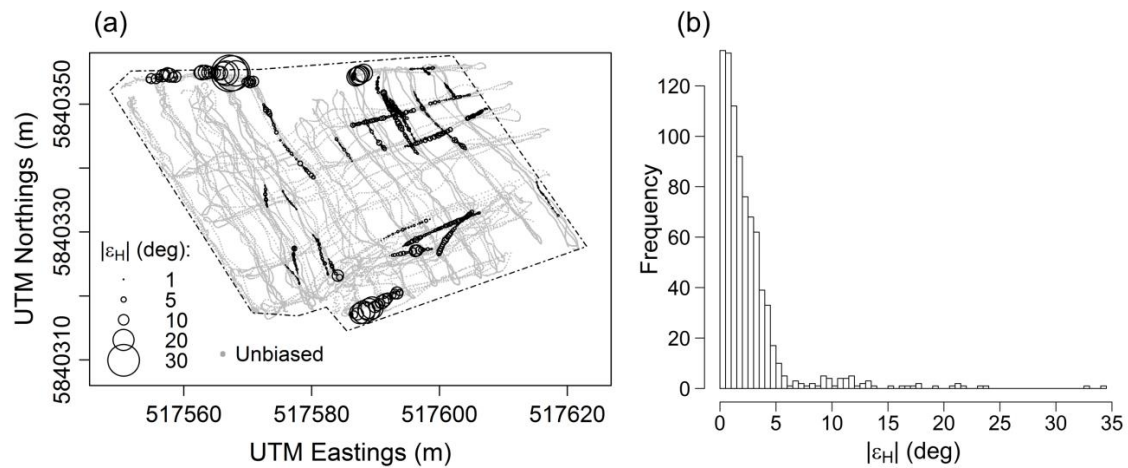 (a)
UTM Northings (m)
5840310 5840330 5840350
|εH| (deg):
1
5
10
20
30
Unbiased
517560 517580 517600 517620
UTM Eastings (m)
(b)
Frequency
0 20 40 60 80 100 120
0 5 10 15 20 25 30 35
|εH| (deg)